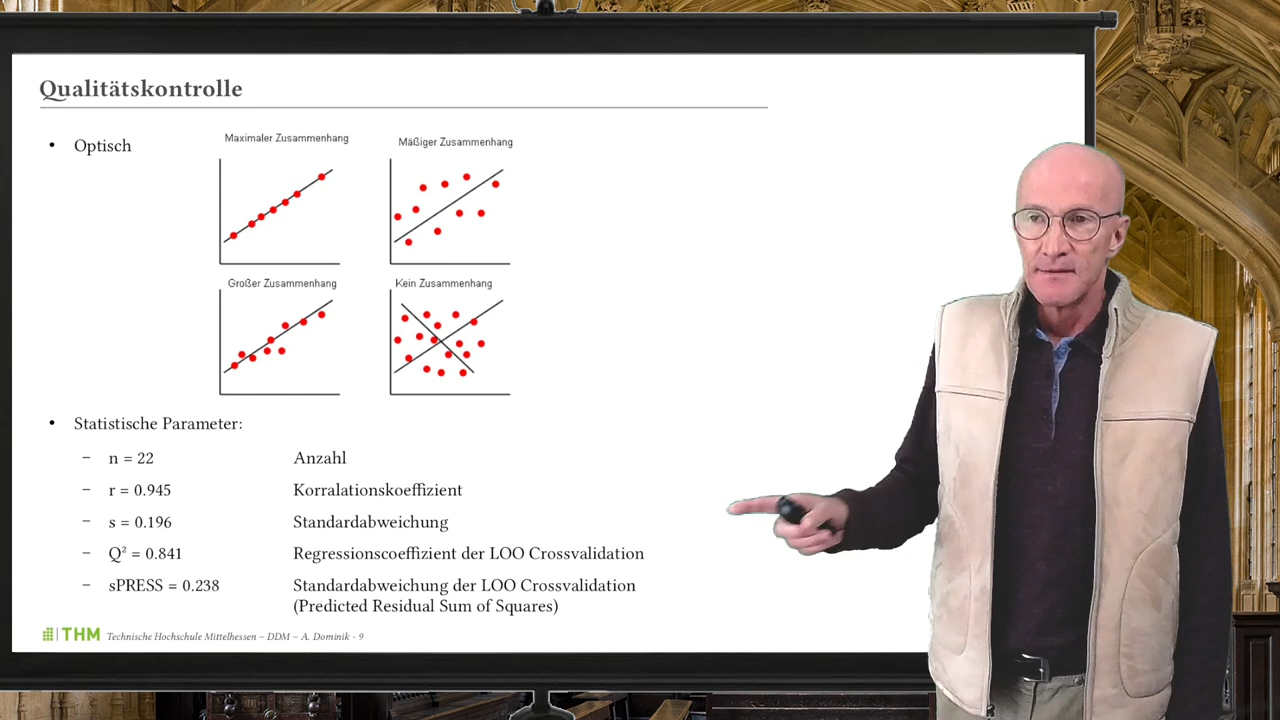 Qualitätskontrolle
• Optisch
Maximaler Zusammenhang
Mäßiger Zusammenhang
Großer Zusammenhang
Kein Zusammenhang
• Statistische Parameter:
– n = 22 Anzahl
– r = 0.945 Korralationskoeffizient
– s = 0.196 Standardabweichung
– Q² = 0.841 Regressionscoeffizient der LOO Crossvalidation
– sPRESS = 0.238 Standardabweichung der LOO Crossvalidation
(Predicted Residual Sum of Squares)
THM Technische Hochschule Mittelhessen – DDM – A. Dominik - 9